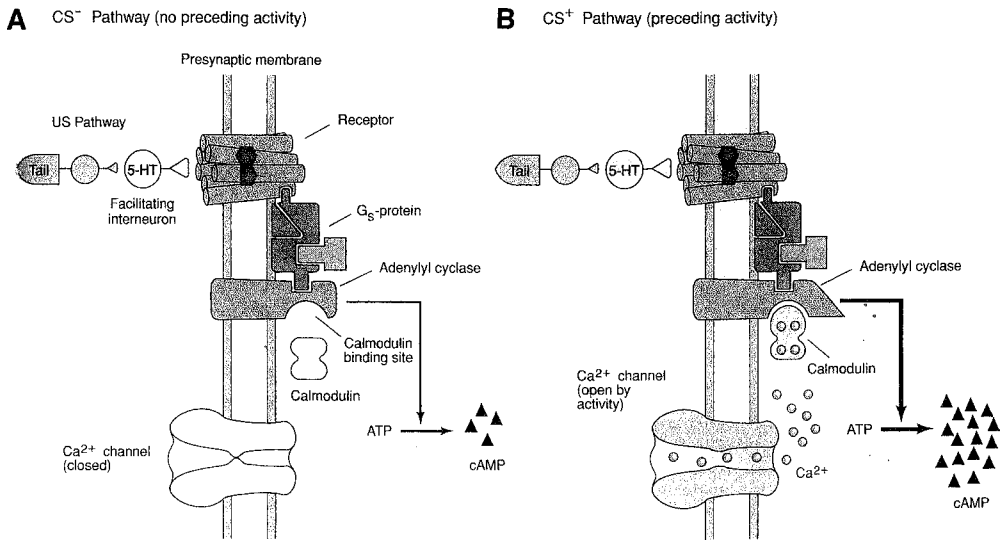 A CS⁻ Pathway (no preceding activity)
Presynaptic membrane
US Pathway
Receptor
Tail
5-HT
Facilitating
interneuron
Gs-protein
Adenylyl cyclase
Calmodulin
binding site
Calmodulin
Ca2+ channel
(closed)
ATP
cAMP
B CS⁺ Pathway (preceding activity)
Tail
5-HT
Adenylyl cyclase
Calmodulin
Ca2+ channel
(open by
activity)
ATP
Ca2+
cAMP